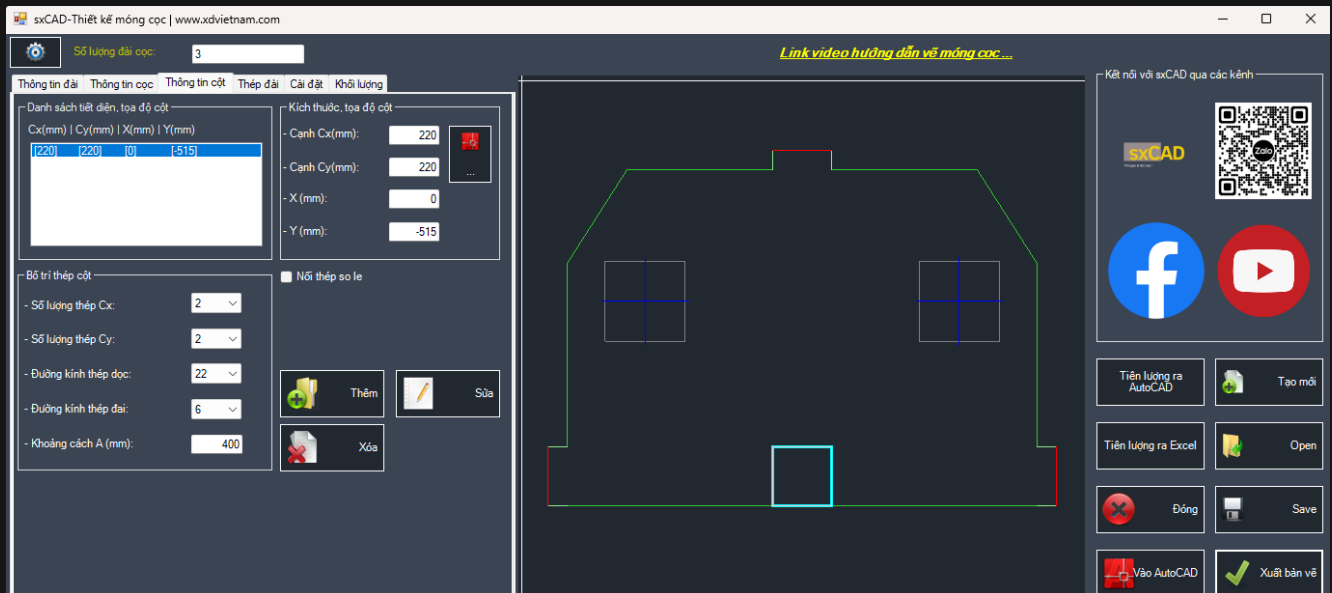 sxCAD-Thiết kế móng cọc | www.xdvietnam.com
Số lượng đài cọc: 3
Link video hướng dẫn vẽ móng cọc ...
Thông tin đài Thông tin cọc Thông tin cột Thép đài Cài đặt Khối lượng
Danh sách tiết diện, tọa độ cột
Cx(mm) | Cy(mm) | X(mm) | Y(mm)
[220] [220] [0] [-515]
Kích thước, tọa độ cột
- Cạnh Cx(mm): 220
- Cạnh Cy(mm): 220
...
- X (mm): 0
- Y (mm): -515
Bố trí thép cột
- Số lượng thép Cx: 2
- Số lượng thép Cy: 2
- Đường kính thép dọc: 22
- Đường kính thép đai: 6
- Khoảng cách A (mm): 400
Nối thép so le
Thêm
Sửa
Xóa
Kết nối với sxCAD qua các kênh
sxCAD
Zalo
Tiên lượng ra
AutoCAD
Tạo mới
Tiên lượng ra Excel
Open
Đóng
Save
Vào AutoCAD
Xuất bản vẽ